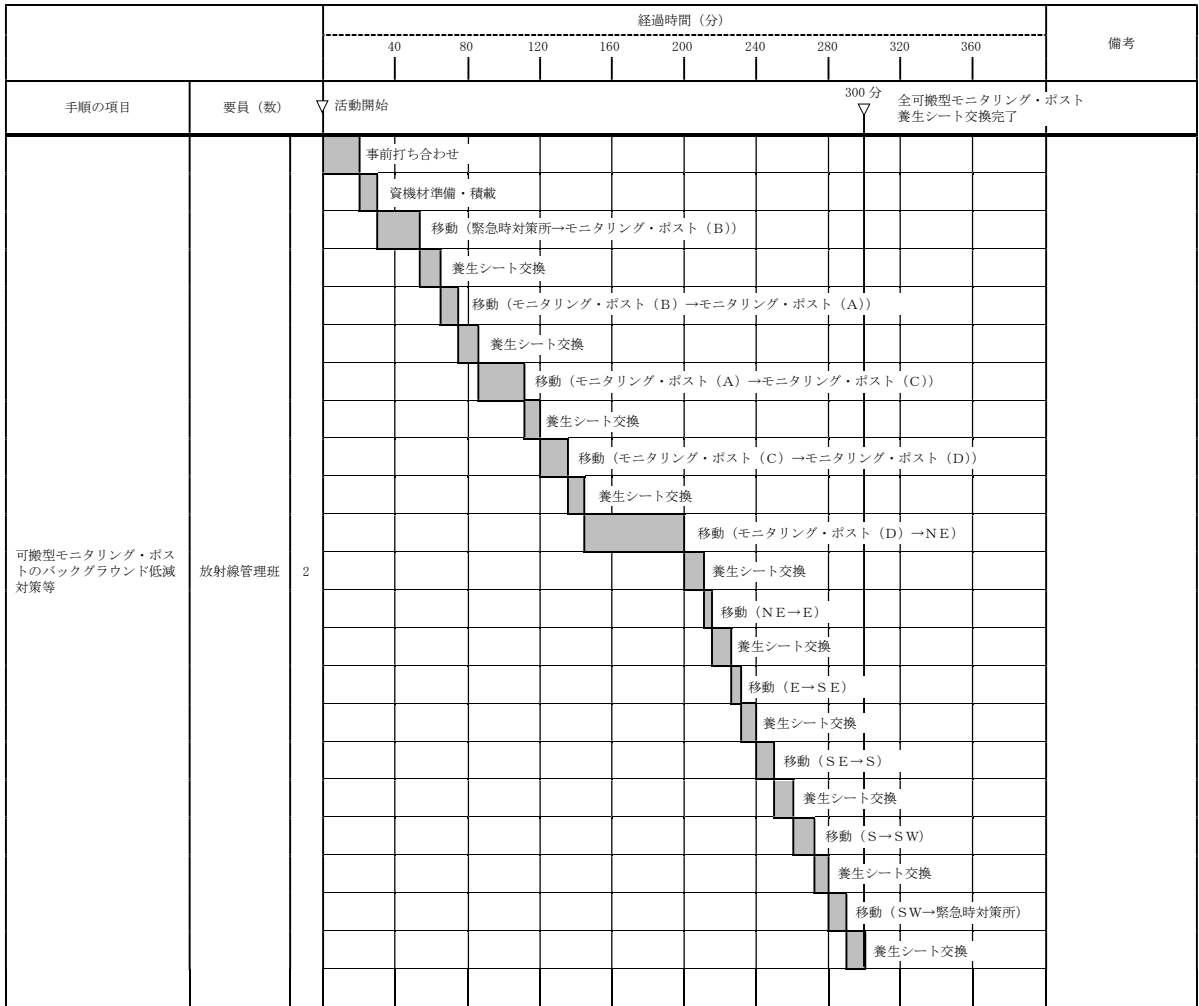 経過時間（分）
40 80 120 160 200 240 280 320 360
備考
手順の項目
要員（数）
活動開始
300 分
全可搬型モニタリング・ポスト
養生シート交換完了
事前打ち合わせ
資機材準備・積載
移動（緊急時対策所→モニタリング・ポスト（B））
養生シート交換
移動（モニタリング・ポスト（B）→モニタリング・ポスト（A））
養生シート交換
移動（モニタリング・ポスト（A）→モニタリング・ポスト（C））
養生シート交換
移動（モニタリング・ポスト（C）→モニタリング・ポスト（D））
養生シート交換
移動（モニタリング・ポスト（D）→NE）
可搬型モニタリング・ポス
トのバックグラウンド低減
対策等
放射線管理班
2
養生シート交換
移動（NE→E）
養生シート交換
移動（E→SE）
養生シート交換
移動（SE→S）
養生シート交換
移動（S→SW）
養生シート交換
移動（SW→緊急時対策所）
養生シート交換